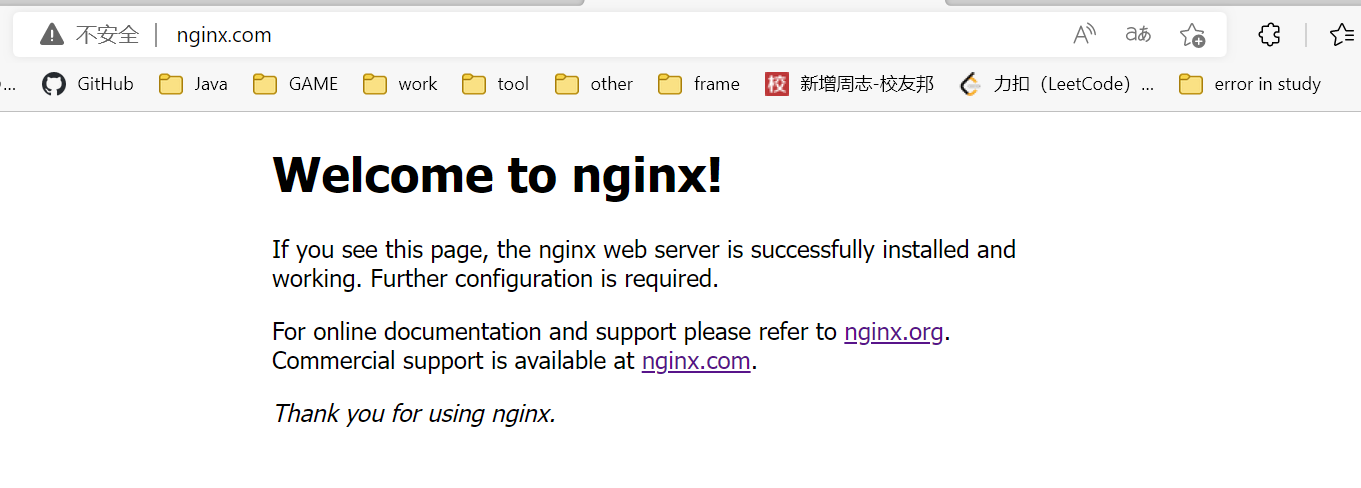 不安全 | nginx.com
... GitHub Java GAME work tool other frame 校 新增周志-校友邦 力扣（LeetCode）... error in study
Welcome to nginx!
If you see this page, the nginx web server is successfully installed and
working. Further configuration is required.
For online documentation and support please refer to nginx.org.
Commercial support is available at nginx.com.
Thank you for using nginx.